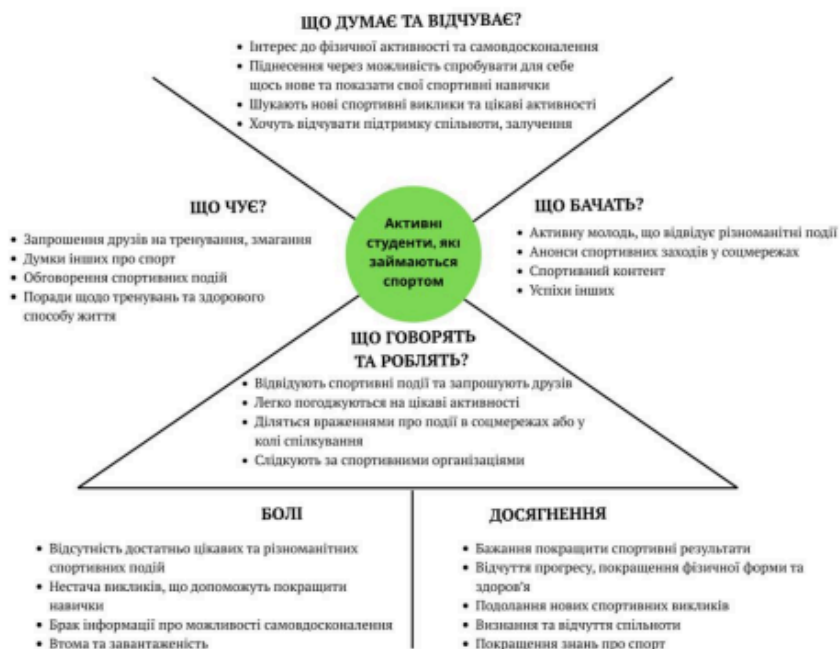 ЩО ДУМАЄ ТА ВІДЧУВАЄ?
• Інтерес до фізичної активності та самовдосконалення
• Піднесення через можливість спробувати для себе
щось нове та показати свої спортивні навички
• Шукають нові спортивні виклики та цікаві активності
• Хочуть відчувати підтримку спільноти, залучення
ЩО ЧУЄ?
• Запрошення друзів на тренування, змагання
• Думки інших про спорт
• Обговорення спортивних подій
• Поради щодо тренувань та здорового
способу життя
Активні
студенти, які
займаються
спортом
ЩО БАЧАТЬ?
• Активну молодь, що відвідує різноманітні події
• Анонси спортивних заходів у соцмережах
• Спортивний контент
• Успіхи інших
ЩО ГОВОРЯТЬ
ТА РОБЛЯТЬ?
• Відвідують спортивні події та запрошують друзів
• Легко погоджуються на цікаві активності
• Діляться враженнями про події в соцмережах або у
колі спілкування
• Слідкують за спортивними організаціями
БОЛІ
• Відсутність достатньо цікавих та різноманітних
спортивних подій
• Нестача викликів, що допоможуть покращити
навички
• Брак інформації про можливості самовдосконалення
• Втома та завантаженість
ДОСЯГНЕННЯ
• Бажання покращити спортивні результати
• Відчуття прогресу, покращення фізичної форми та
здоров'я
• Подолання нових спортивних викликів
• Визнання та відчуття спільноти
• Покращення знань про спорт